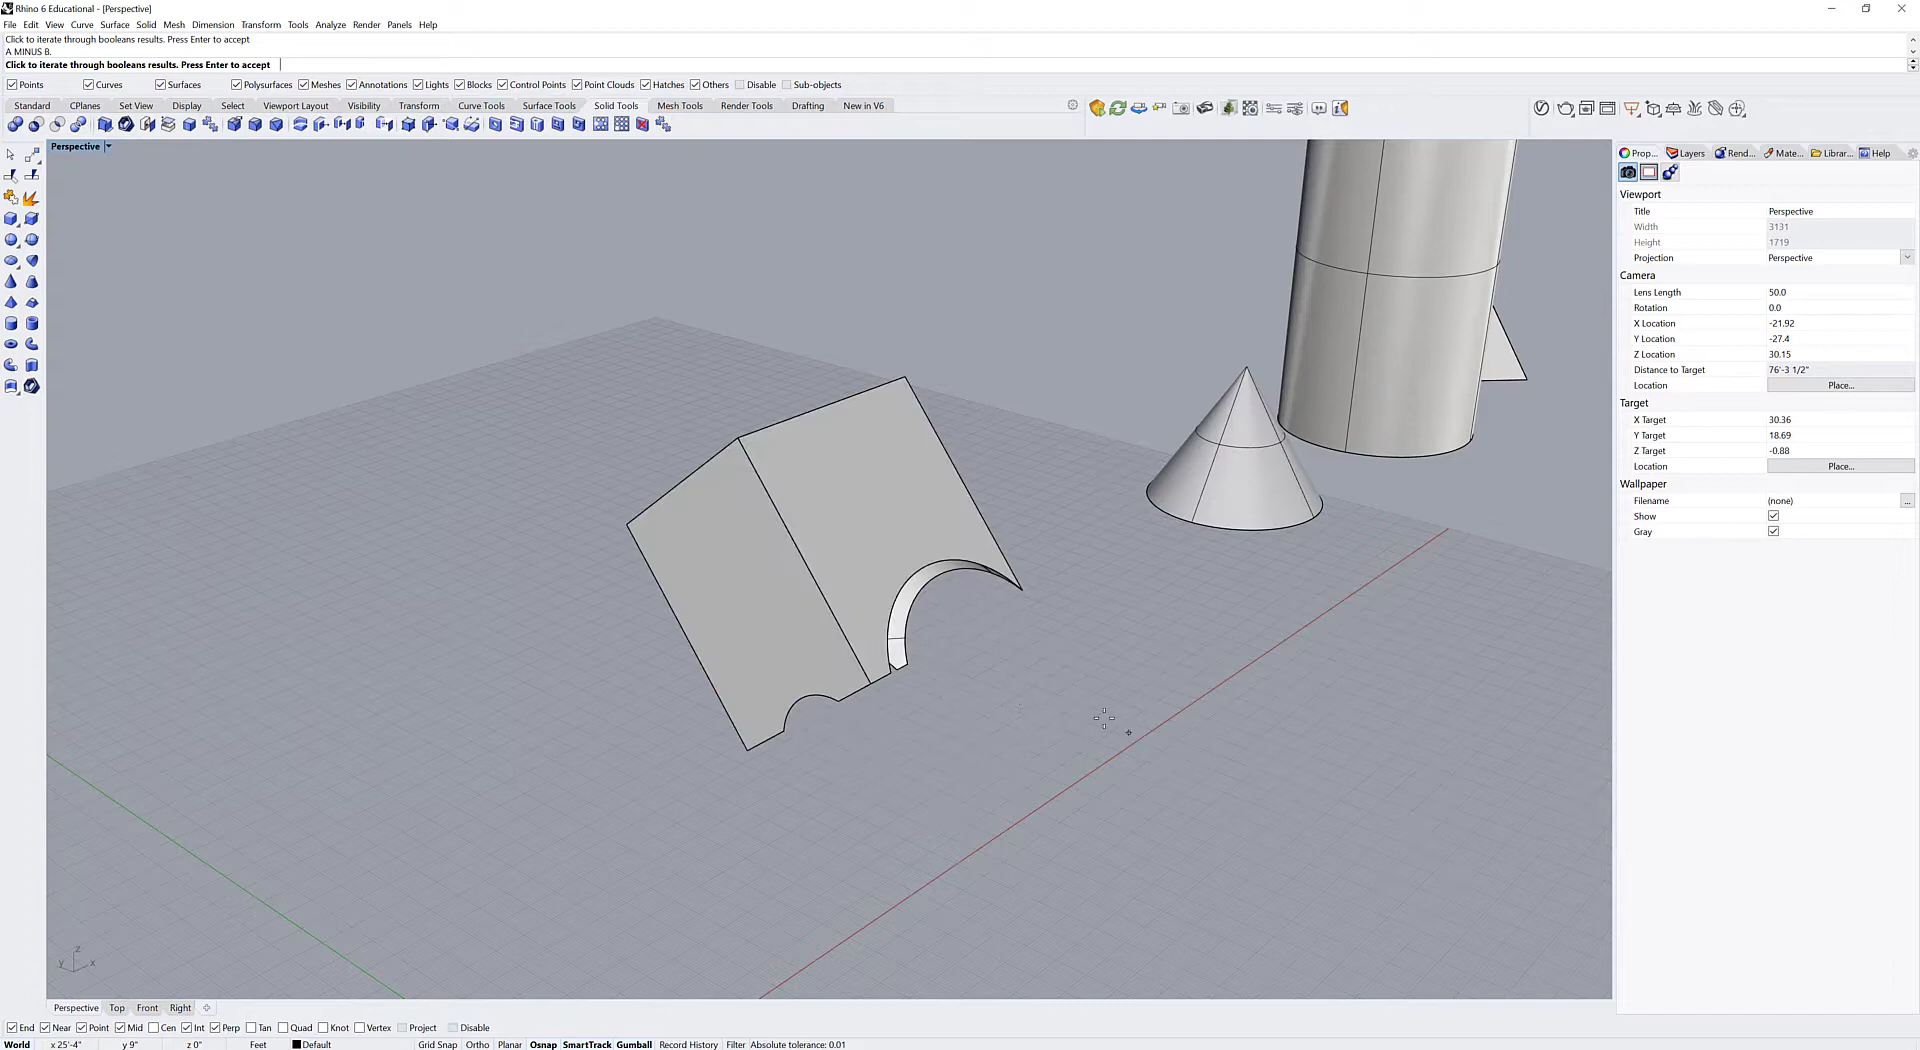 Rhino 6 Educational - [Perspective]
File Edit View Curve Surface Solid Mesh Dimension Transform Tools Analyze Render Panels Help
Click to iterate through booleans results. Press Enter to accept
A MINUS B.
Click to iterate through booleans results. Press Enter to accept
Points Curves Surfaces Polysurfaces Meshes Annotations Lights Blocks Control Points Point Clouds Hatches Others Disable Sub-objects
Standard CPlanes Set View Display Select Viewport Layout Visibility Transform Curve Tools Surface Tools Solid Tools Mesh Tools Render Tools Drafting New in V6
Perspective
Prop... Layers Rend... Mate... Librar... Help
Viewport
Title Perspective
Width 3131
Height 1719
Projection Perspective
Camera
Lens Length 50.0
Rotation 0.0
X Location -21.92
Y Location -27.4
Z Location 30.15
Distance to Target 76'-3 1/2"
Location Place...
Target
X Target 30.36
Y Target 18.69
Z Target -0.88
Location Place...
Wallpaper
Filename (none) ...
Show
Gray
z
y x
Perspective Top Front Right
End Near Point Mid Cen Int Perp Tan Quad Knot Vertex Project Disable
World x 25'-4" y 9" z 0" Feet Default Grid Snap Ortho Planar Osnap SmartTrack Gumball Record History Filter Absolute tolerance: 0.01